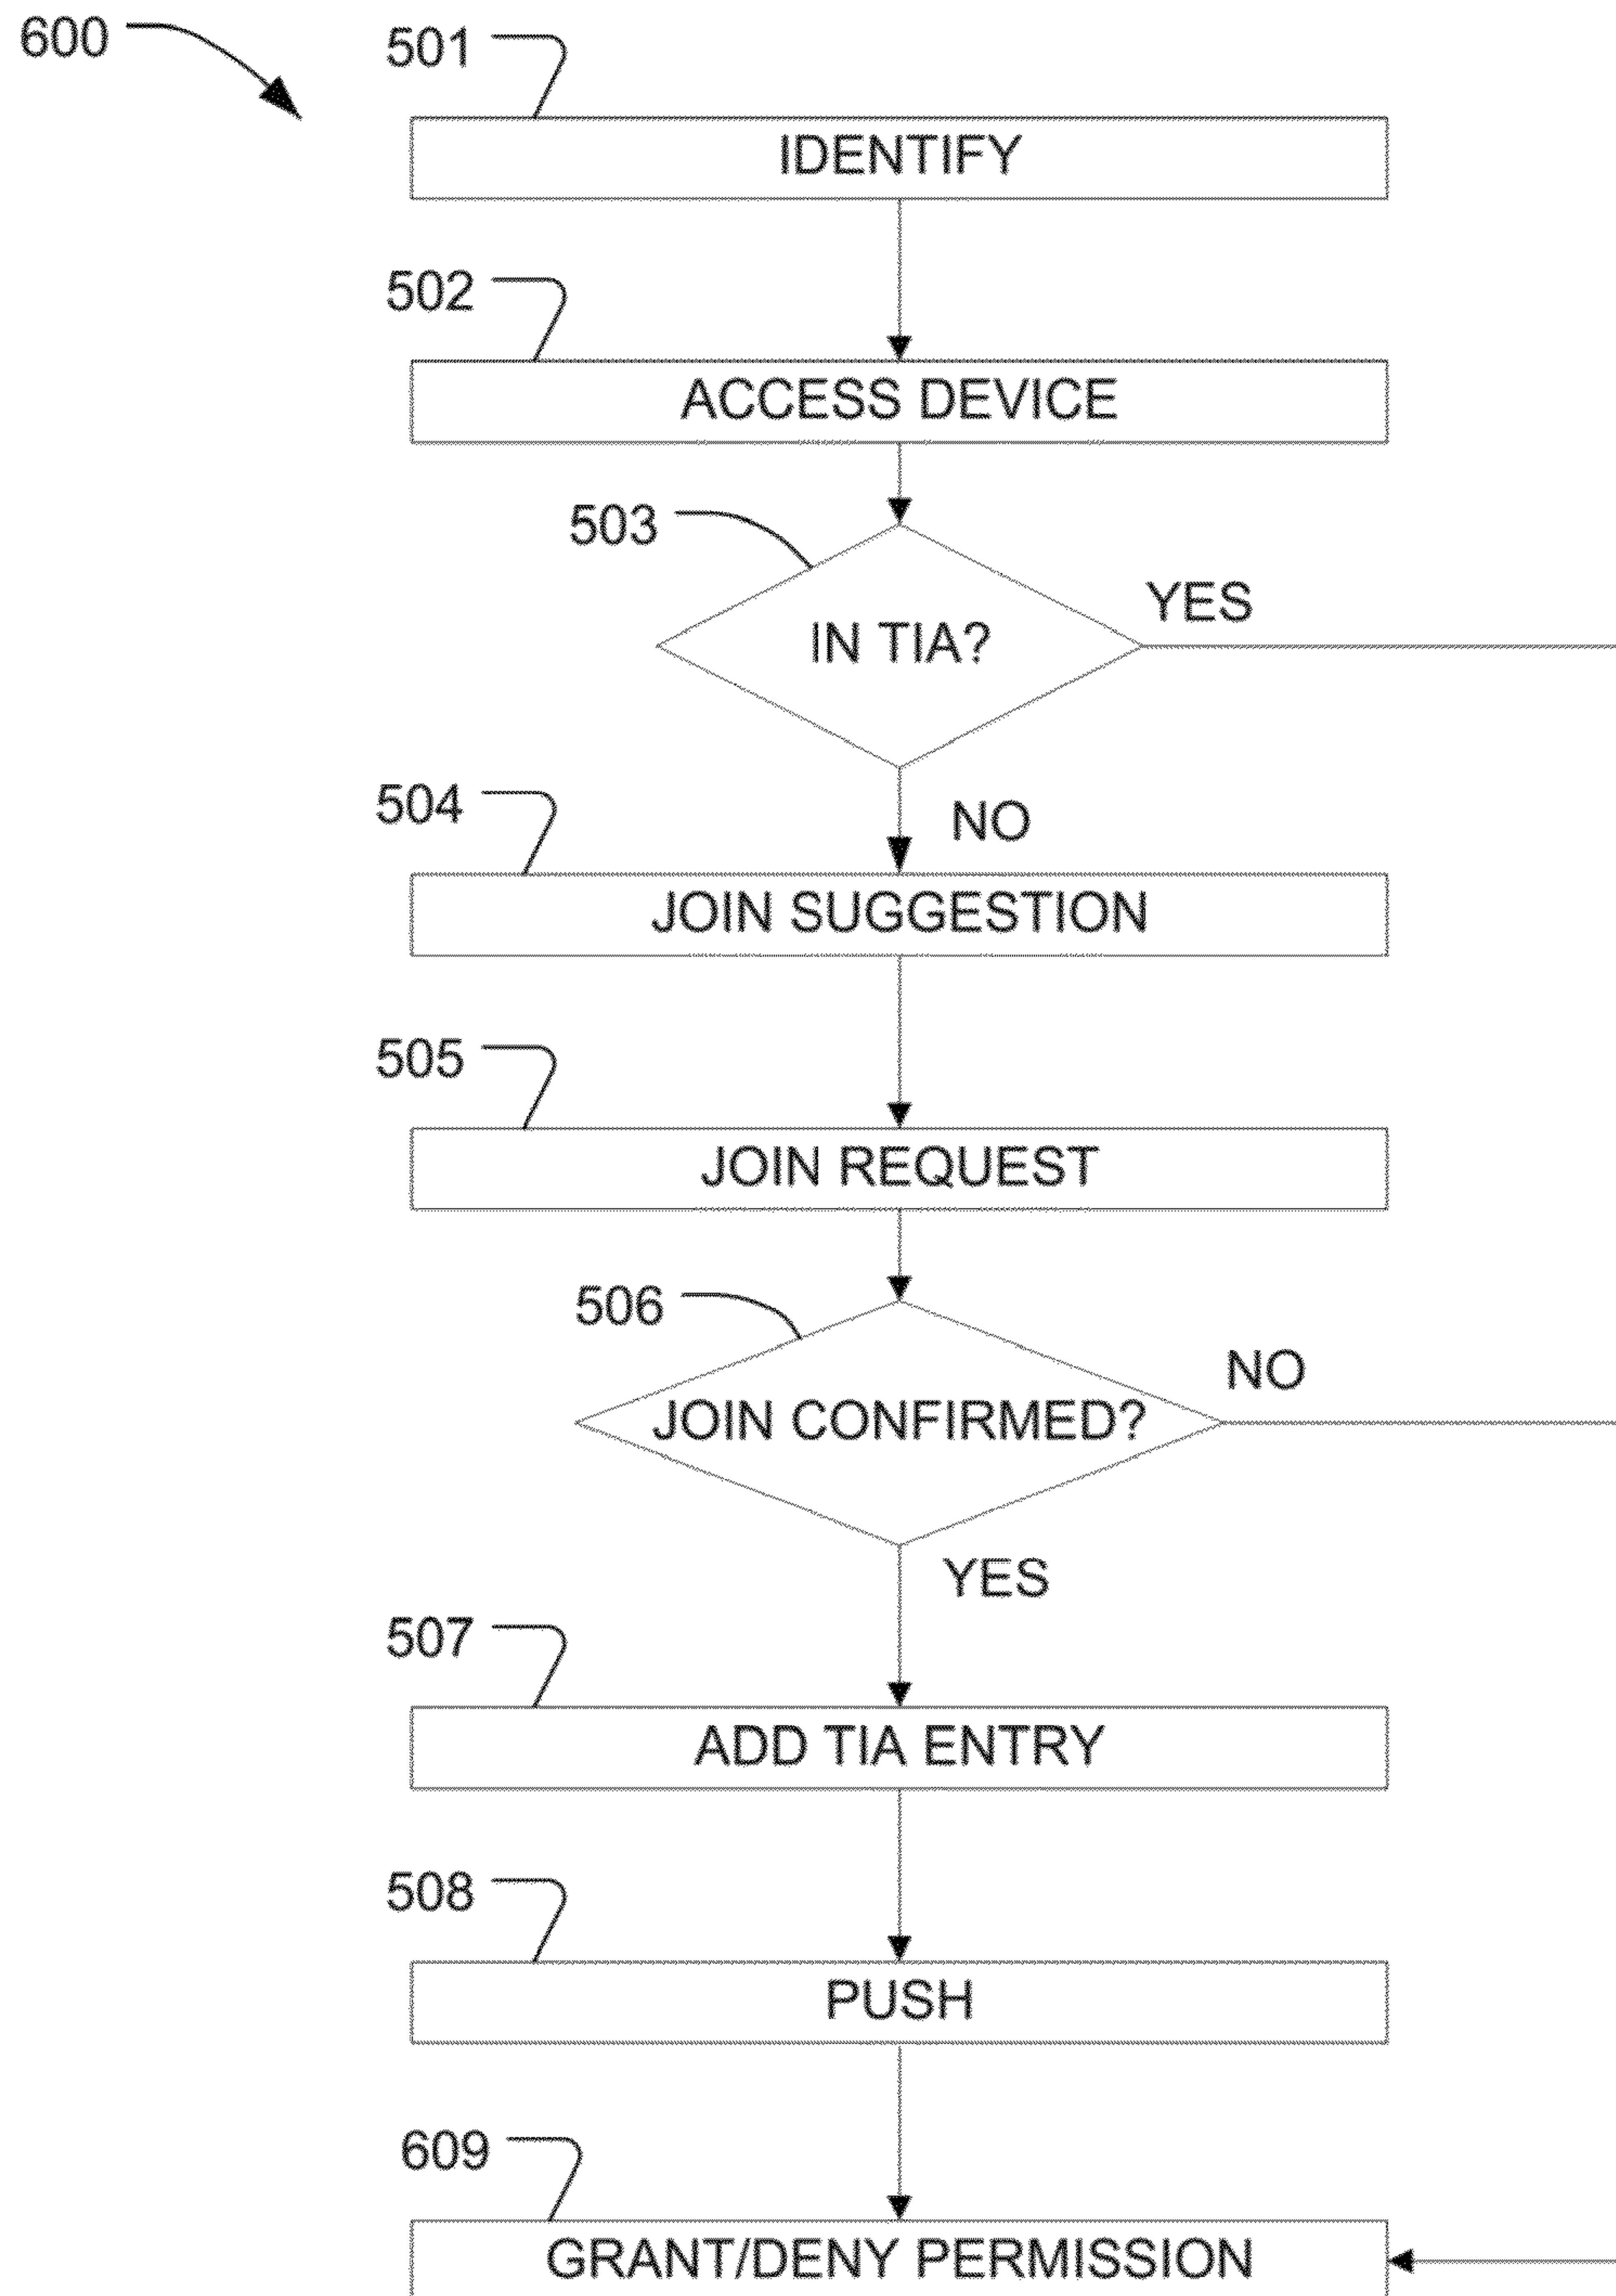 600
501
IDENTIFY
502
ACCESS DEVICE
503
IN TIA?
YES
NO
504
JOIN SUGGESTION
505
JOIN REQUEST
506
JOIN CONFIRMED?
NO
YES
507
ADD TIA ENTRY
508
PUSH
609
GRANT/DENY PERMISSION